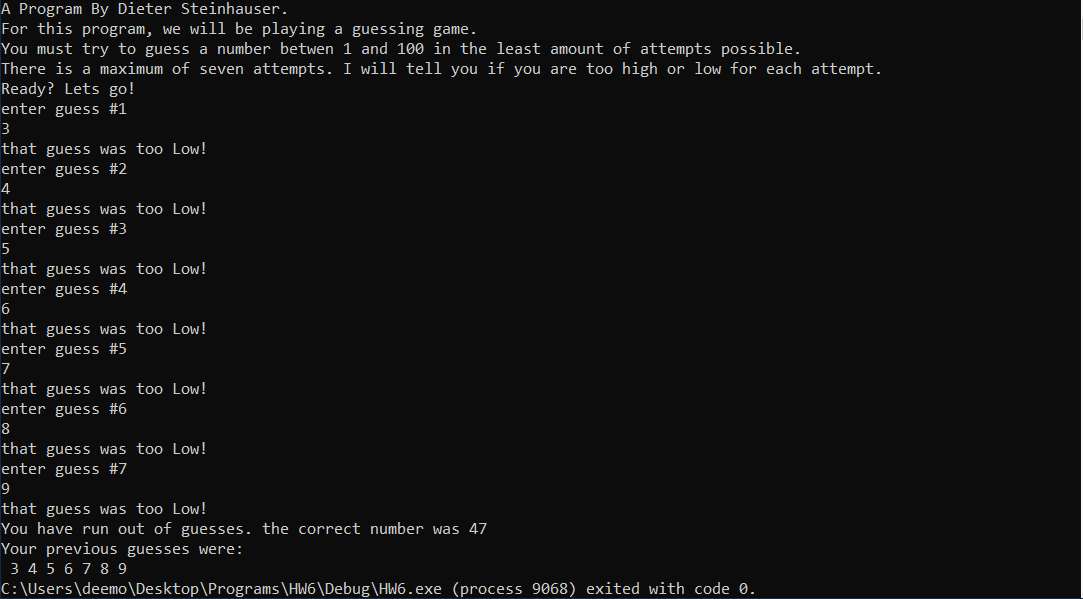 A Program By Dieter Steinhauser.
For this program, we will be playing a guessing game.
You must try to guess a number betwen 1 and 100 in the least amount of attempts possible.
There is a maximum of seven attempts. I will tell you if you are too high or low for each attempt.
Ready? Lets go!
enter guess #1
3
that guess was too Low!
enter guess #2
4
that guess was too Low!
enter guess #3
5
that guess was too Low!
enter guess #4
6
that guess was too Low!
enter guess #5
7
that guess was too Low!
enter guess #6
8
that guess was too Low!
enter guess #7
9
that guess was too Low!
You have run out of guesses. the correct number was 47
Your previous guesses were:
 3 4 5 6 7 8 9
C:\Users\deemo\Desktop\Programs\HW6\Debug\HW6.exe (process 9068) exited with code 0.